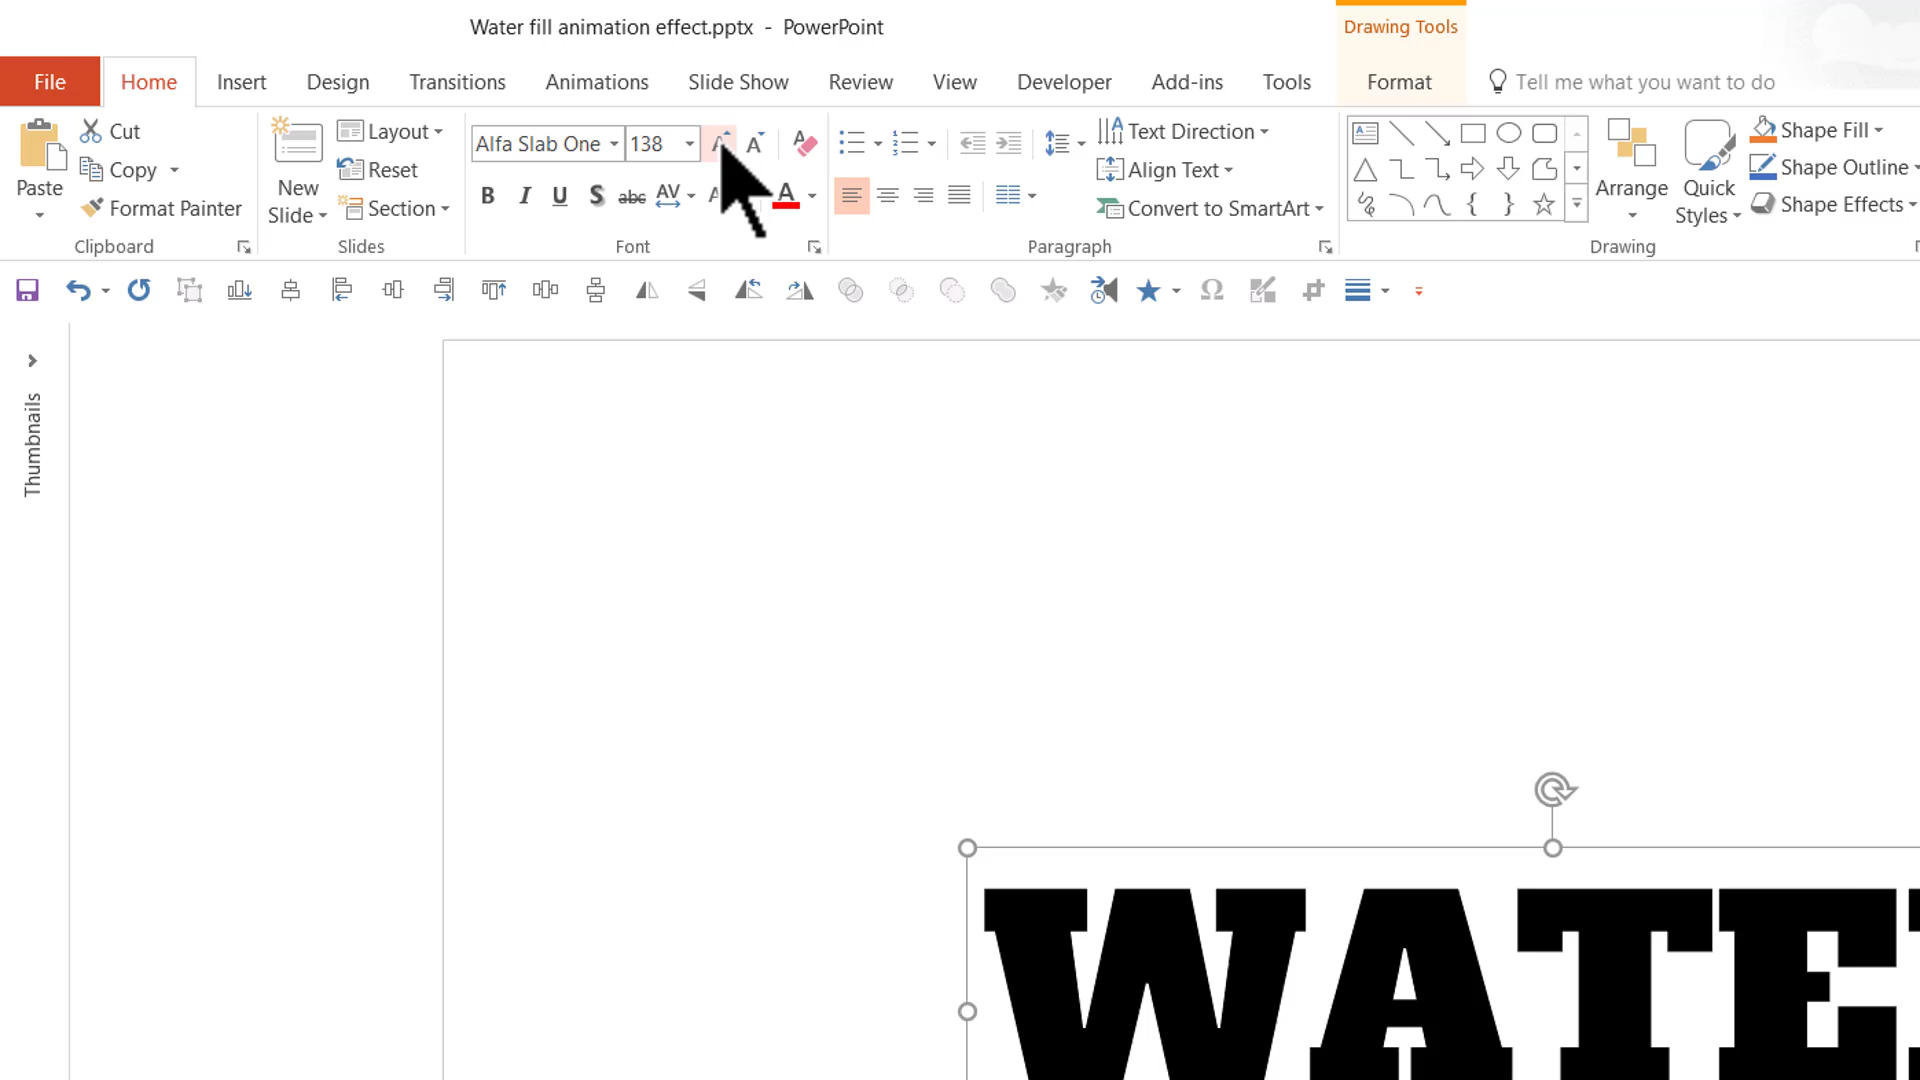 Water fill animation effect.pptx - PowerPoint
Drawing Tools
File Home Insert Design Transitions Animations Slide Show Review View Developer Add-ins Tools Format Tell me what you want to do
Cut
Copy
Format Painter
Paste
Clipboard
New
Slide
Layout
Reset
Section
Slides
Alfa Slab One 138
B I U S abc AV A
Font
Text Direction
Align Text
Convert to SmartArt
Paragraph
Arrange
Quick
Styles
Shape Fill
Shape Outline
Shape Effects
Drawing
Thumbnails
WATE